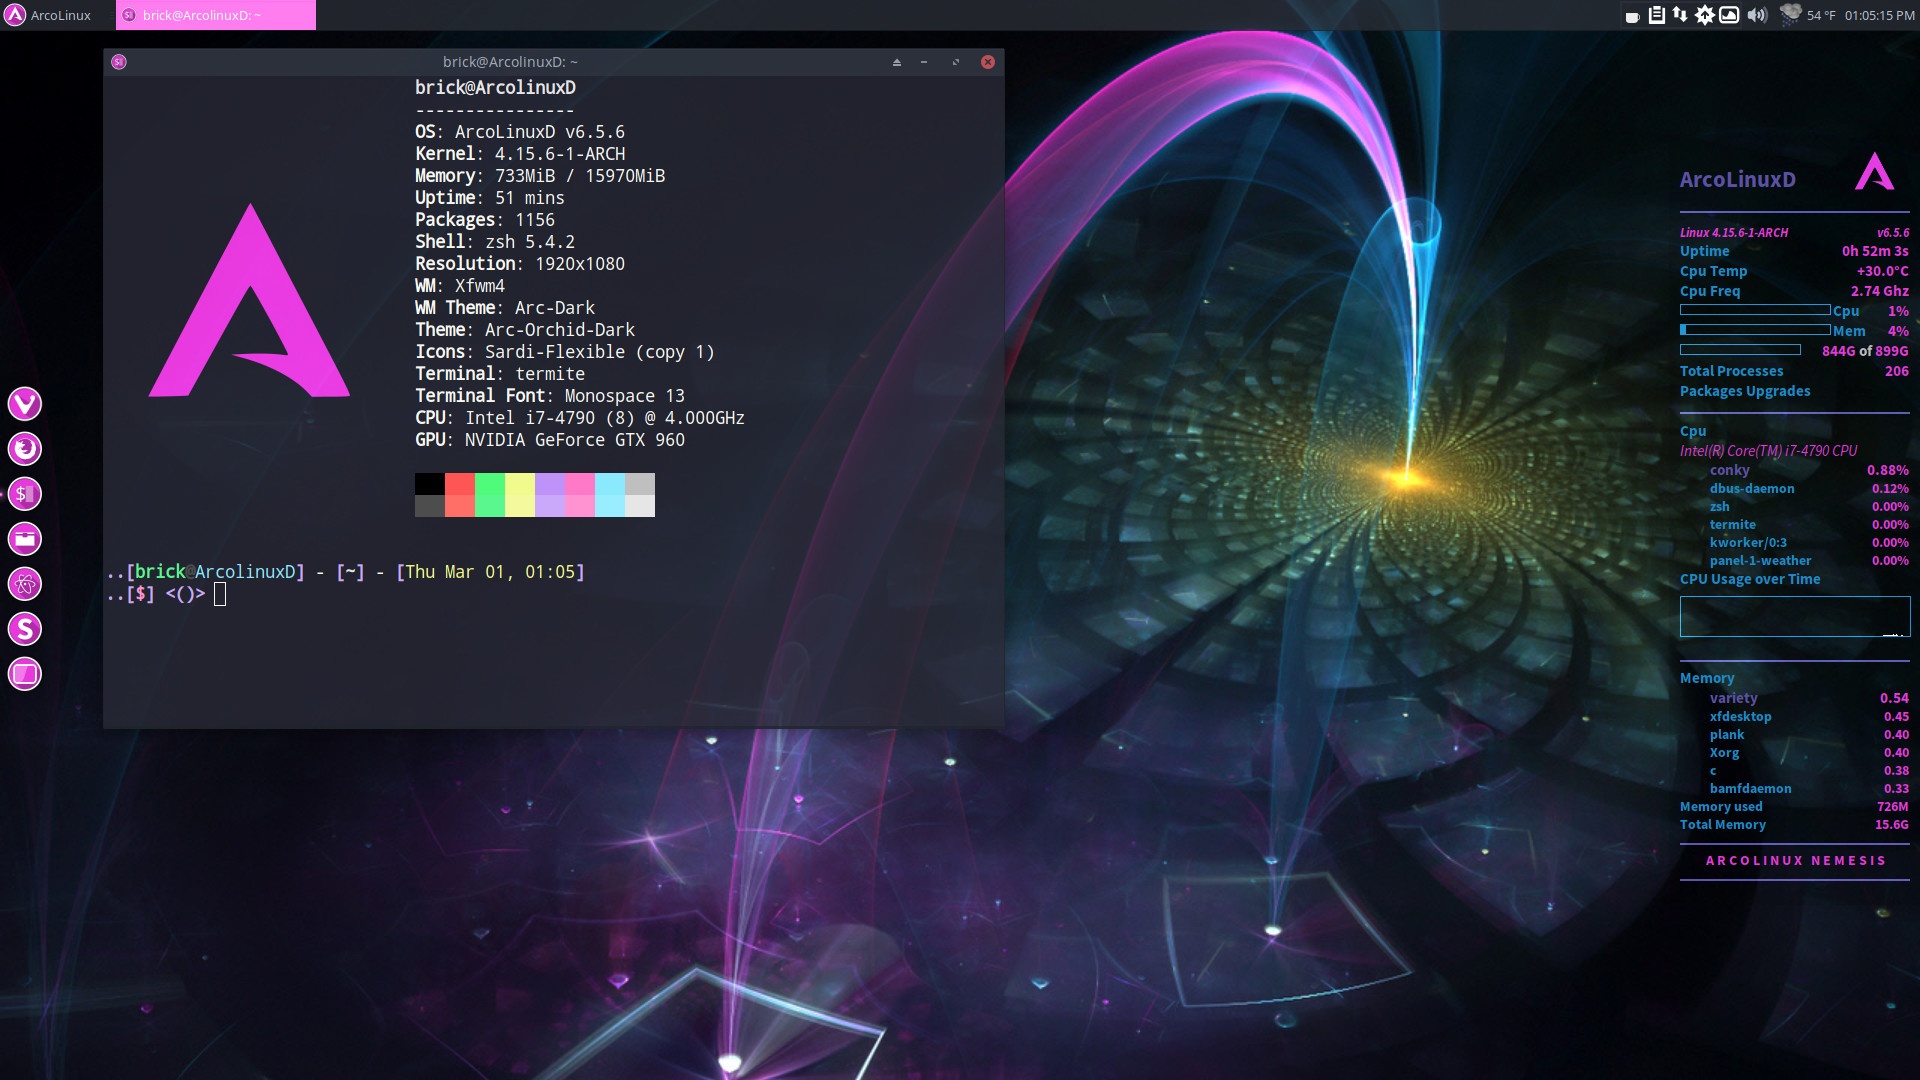 ArcoLinux
brick@ArcolinuxD: ~
54 °F 01:05:15 PM
brick@ArcolinuxD: ~
brick@ArcolinuxD
----------------
OS: ArcoLinuxD v6.5.6
Kernel: 4.15.6-1-ARCH
Memory: 733MiB / 15970MiB
Uptime: 51 mins
Packages: 1156
Shell: zsh 5.4.2
Resolution: 1920x1080
WM: Xfwm4
WM Theme: Arc-Dark
Theme: Arc-Orchid-Dark
Icons: Sardi-Flexible (copy 1)
Terminal: termite
Terminal Font: Monospace 13
CPU: Intel i7-4790 (8) @ 4.000GHz
GPU: NVIDIA GeForce GTX 960
..[brick@ArcolinuxD] - [~] - [Thu Mar 01, 01:05]
..[$] <()>
ArcoLinuxD
Linux 4.15.6-1-ARCH v6.5.6
Uptime 0h 52m 3s
Cpu Temp +30.0°C
Cpu Freq 2.74 Ghz
Cpu 1%
Mem 4%
844G of 899G
Total Processes 206
Packages Upgrades
Cpu
Intel(R) Core(TM) i7-4790 CPU
conky 0.88%
dbus-daemon 0.12%
zsh 0.00%
termite 0.00%
kworker/0:3 0.00%
panel-1-weather 0.00%
CPU Usage over Time
Memory
variety 0.54
xfdesktop 0.45
plank 0.40
Xorg 0.40
c 0.38
bamfdaemon 0.33
Memory used 726M
Total Memory 15.6G
ARCOLINUX NEMESIS